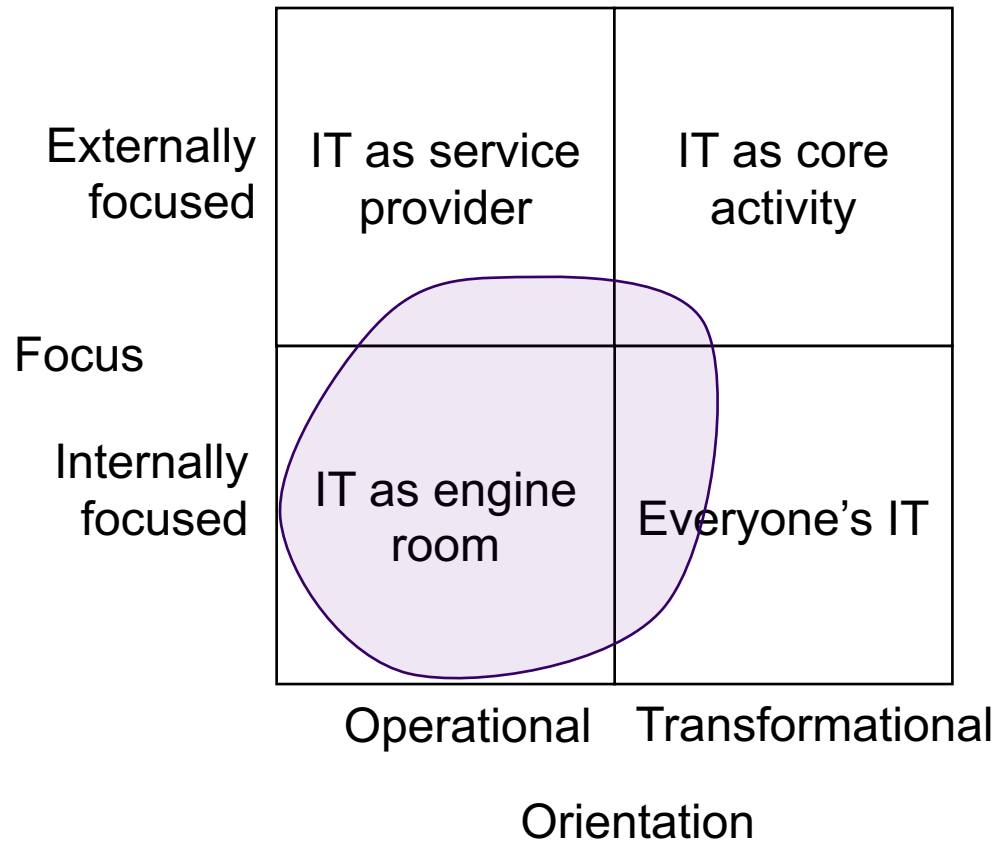 Externally
focused
IT as service
provider
IT as core
activity
Focus
Internally
focused
IT as engine
room
Everyone’s IT
Operational
Transformational
Orientation